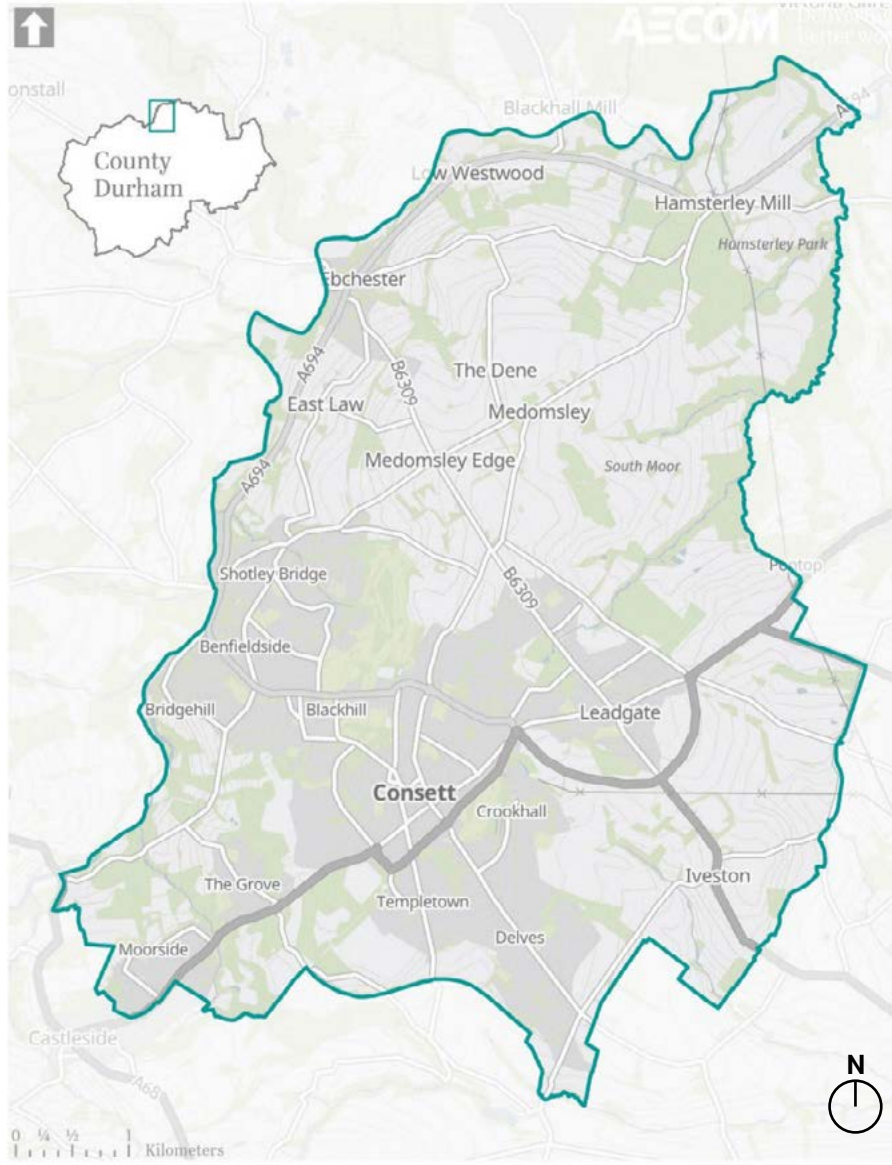 AECOM
onstall
Blackhall Mill
A694
County
Durham
Low Westwood
Hamsterley Mill
Hamsterley Park
Ebchester
A694
B6309
The Dene
East Law
Medomsley
Medomsley Edge
South Moor
A694
Pontop
Shotley Bridge
B6309
Benfieldside
Bridgehill
Blackhill
Leadgate
Consett
Crookhall
Iveston
The Grove
Templetown
Delves
Moorside
Castleside
A68
N
0 ¼ ½ 1 Kilometers